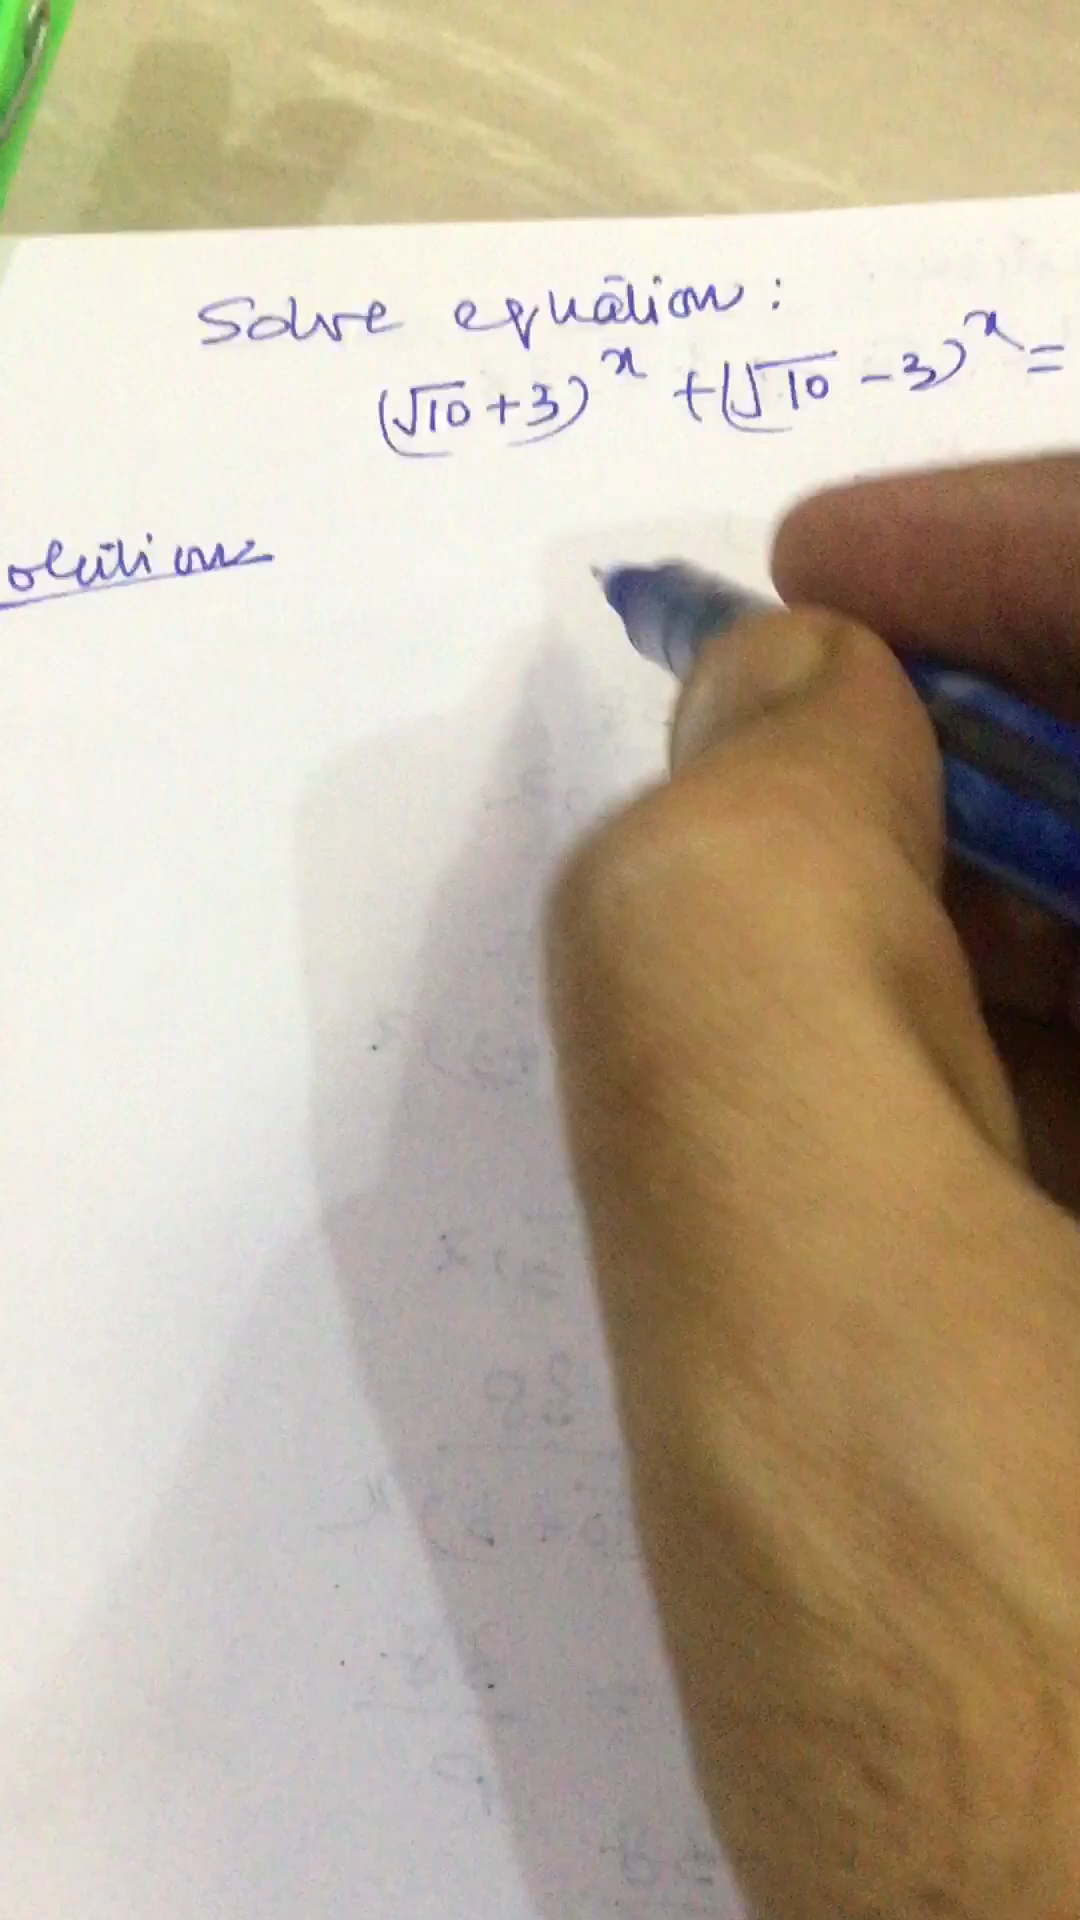 Solve equation:
(√10+3)ˣ + (√10-3)ˣ =
olution